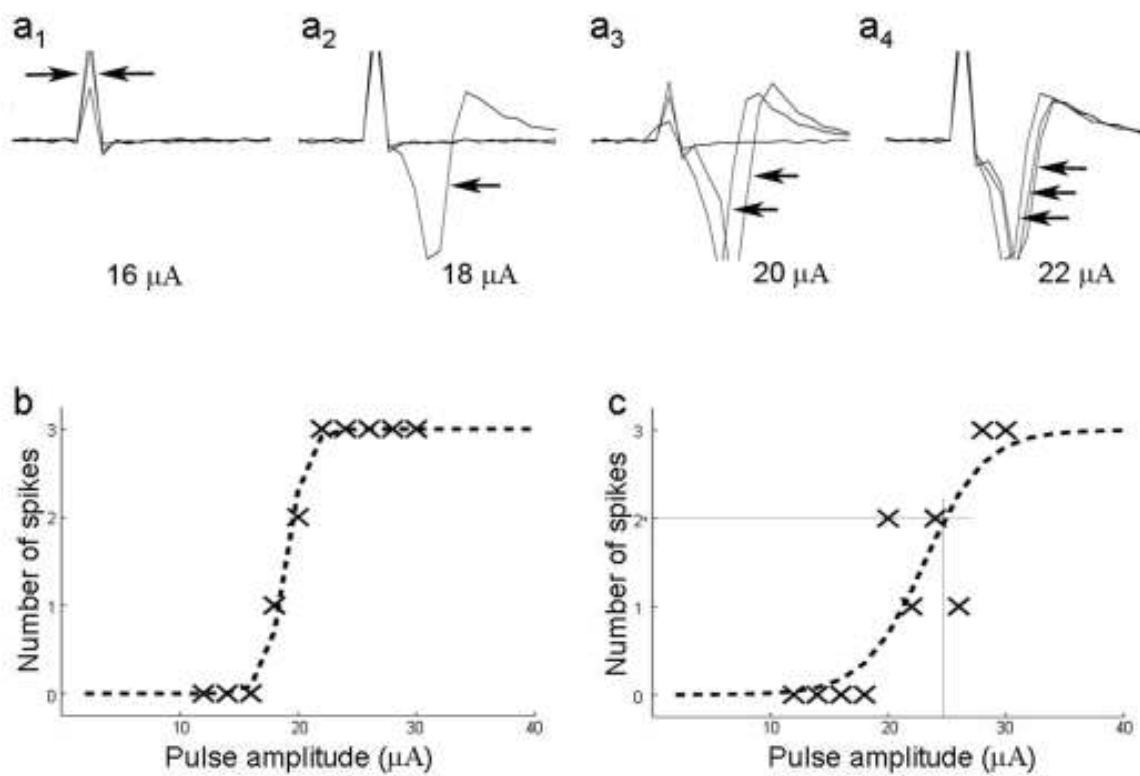 a1
a2
a3
a4
16 µA
18 µA
20 µA
22 µA
b
Number of spikes
3
2
1
0
10
20
30
40
Pulse amplitude (µA)
c
Number of spikes
3
2
1
0
10
20
30
40
Pulse amplitude (µA)